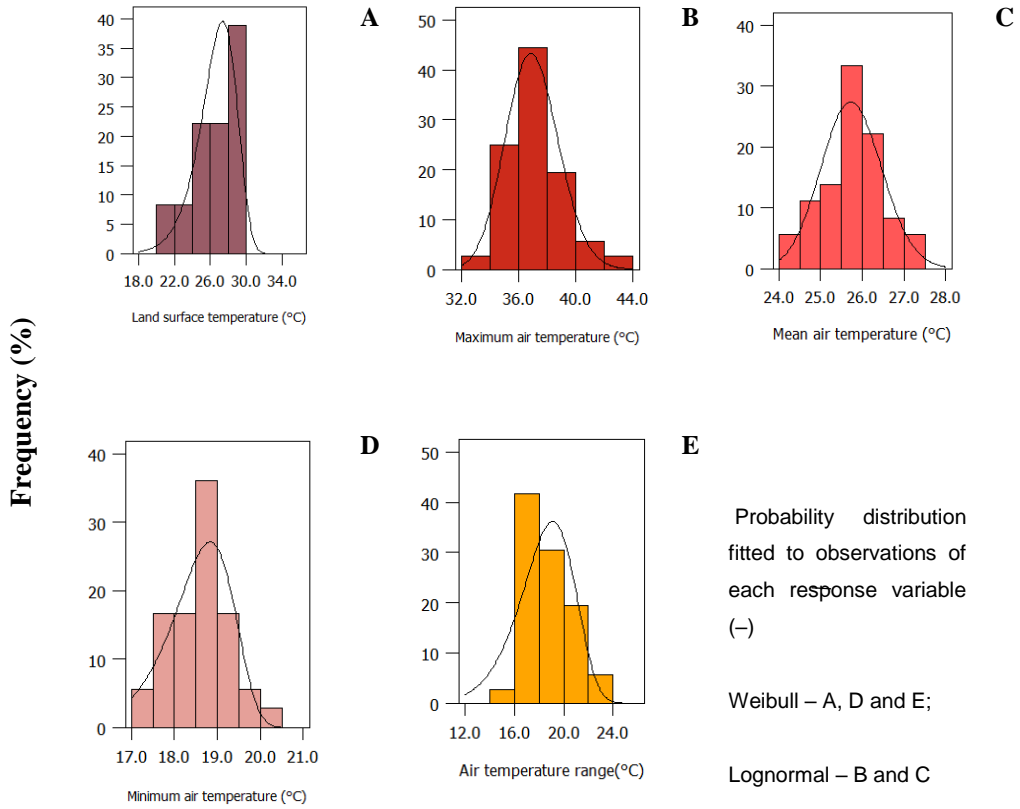 Frequency (%)
A
40
35
30
25
20
15
10
5
0
18.0 22.0 26.0 30.0 34.0
Land surface temperature (°C)
B
50
40
30
20
10
0
32.0 36.0 40.0 44.0
Maximum air temperature (°C)
C
40
30
20
10
0
24.0 25.0 26.0 27.0 28.0
Mean air temperature (°C)
D
40
30
20
10
0
17.0 18.0 19.0 20.0 21.0
Minimum air temperature (°C)
E
50
40
30
20
10
0
12.0 16.0 20.0 24.0
Air temperature range(°C)
Probability distribution
fitted to observations of
each response variable
(–)
Weibull – A, D and E;
Lognormal – B and C